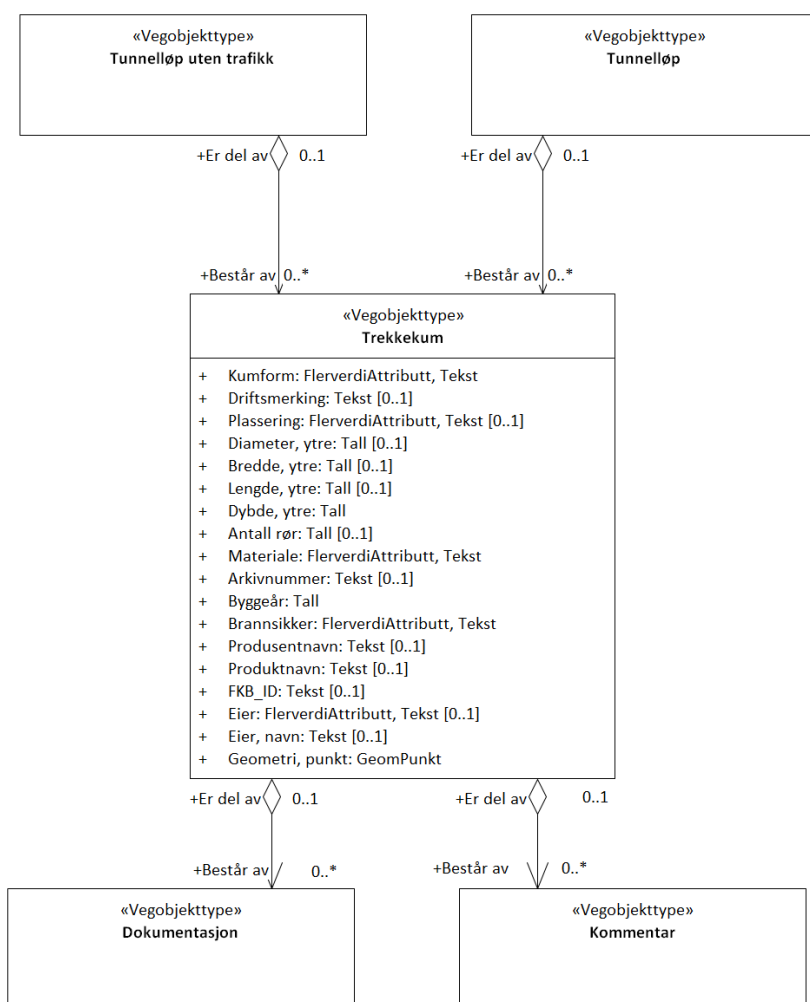 «Vegobjekttype»
Tunnelløp uten trafikk
«Vegobjekttype»
Tunnelløp
+Er del av 0..1
+Er del av 0..1
+Består av 0..*
+Består av 0..*
«Vegobjekttype»
Trekkekum
+ Kumform: FlerverdiAttributt, Tekst
+ Driftsmerking: Tekst [0..1]
+ Plassering: FlerverdiAttributt, Tekst [0..1]
+ Diameter, ytre: Tall [0..1]
+ Bredde, ytre: Tall [0..1]
+ Lengde, ytre: Tall [0..1]
+ Dybde, ytre: Tall
+ Antall rør: Tall [0..1]
+ Materiale: FlerverdiAttributt, Tekst
+ Arkivnummer: Tekst [0..1]
+ Byggeår: Tall
+ Brannsikker: FlerverdiAttributt, Tekst
+ Produsentnavn: Tekst [0..1]
+ Produktnavn: Tekst [0..1]
+ FKB_ID: Tekst [0..1]
+ Eier: FlerverdiAttributt, Tekst [0..1]
+ Eier, navn: Tekst [0..1]
+ Geometri, punkt: GeomPunkt
+Er del av 0..1
+Er del av 0..1
+Består av 0..*
+Består av 0..*
«Vegobjekttype»
Dokumentasjon
«Vegobjekttype»
Kommentar